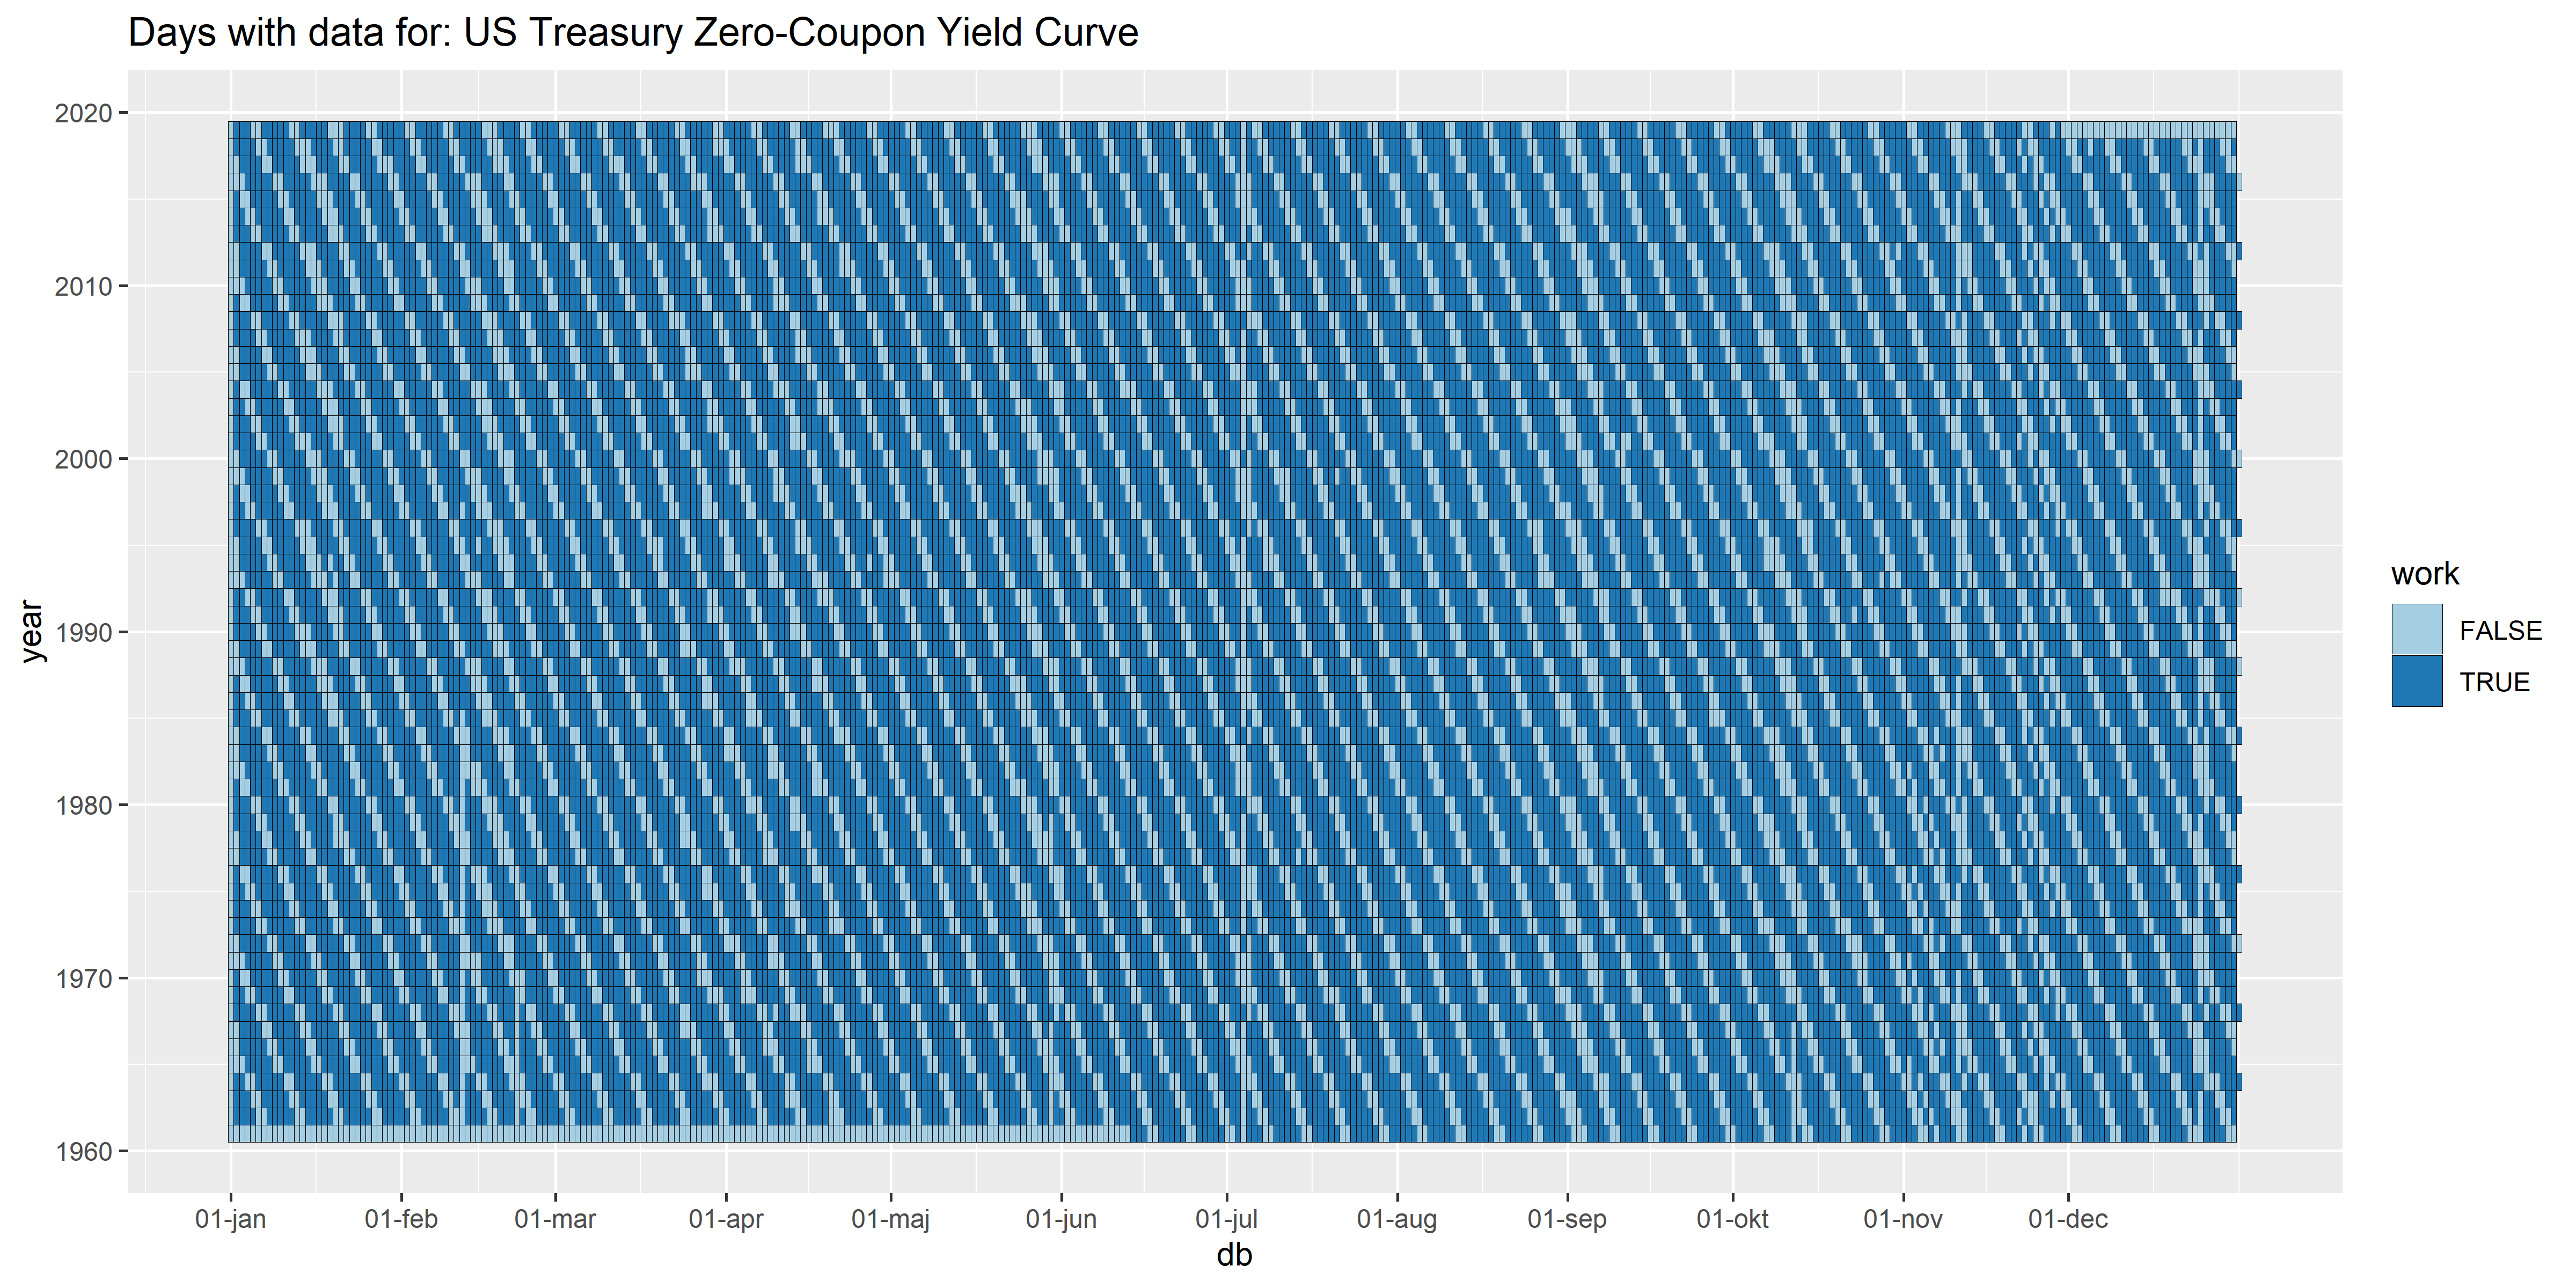 Days with data for: US Treasury Zero-Coupon Yield Curve
2020
2010
2000
1990
1980
1970
1960
year
01-jan 01-feb 01-mar 01-apr 01-maj 01-jun 01-jul 01-aug 01-sep 01-okt 01-nov 01-dec
db
work
FALSE
TRUE